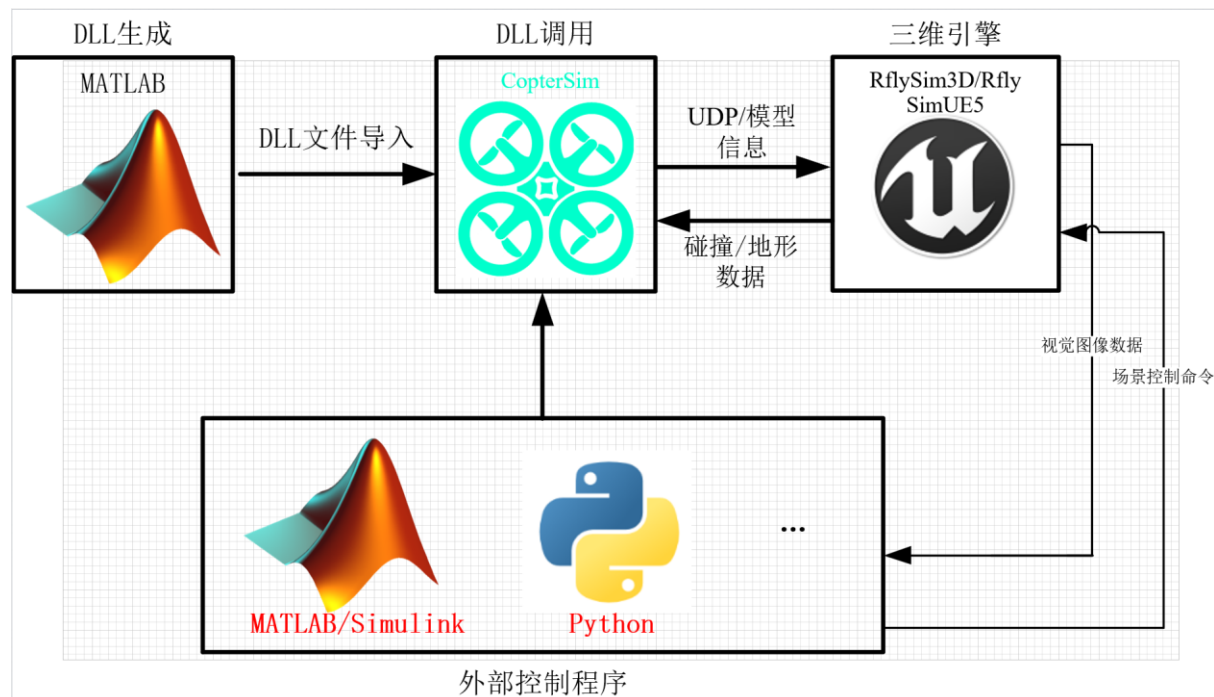 DLL生成
DLL调用
三维引擎
MATLAB
CopterSim
RflySim3D/Rfly
SimUE5
DLL文件导入
UDP/模型
信息
碰撞/地形
数据
视觉图像数据
场景控制命令
...
MATLAB/Simulink
Python
外部控制程序